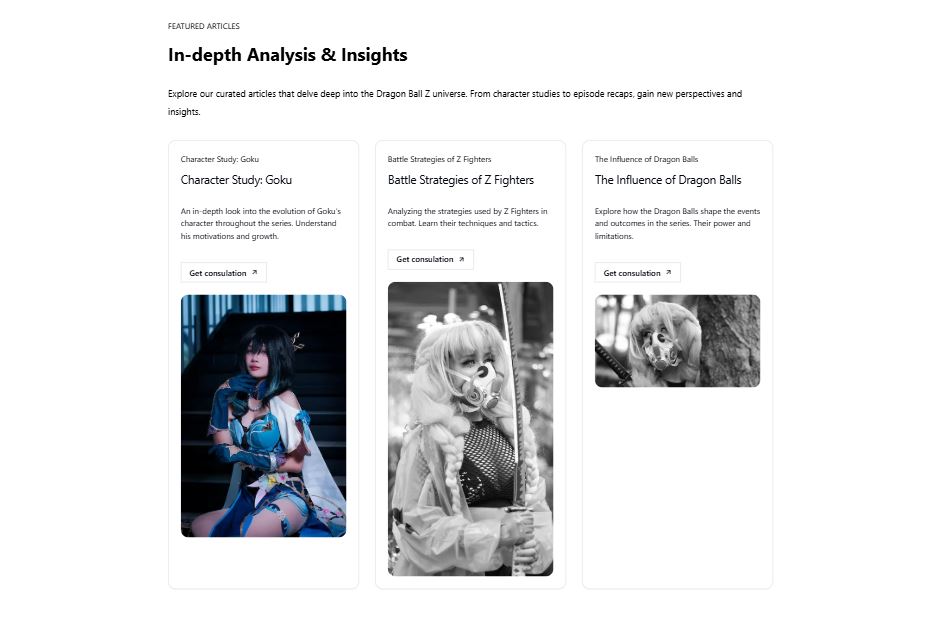 FEATURED ARTICLES
In-depth Analysis & Insights
Explore our curated articles that delve deep into the Dragon Ball Z universe. From character studies to episode recaps, gain new perspectives and
insights.
Character Study: Goku
Character Study: Goku
An in-depth look into the evolution of Goku's
character throughout the series. Understand
his motivations and growth.
Get consulation
Battle Strategies of Z Fighters
Battle Strategies of Z Fighters
Analyzing the strategies used by Z Fighters in
combat. Learn their techniques and tactics.
Get consulation
The Influence of Dragon Balls
The Influence of Dragon Balls
Explore how the Dragon Balls shape the events
and outcomes in the series. Their power and
limitations.
Get consulation